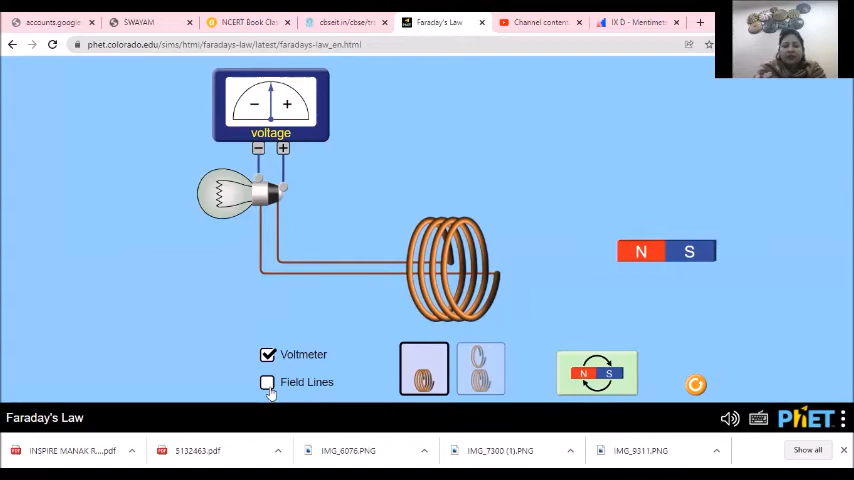 accounts.google
SWAYAM
NCERT Book Clas
cbseit.in/cbse/tra
Faraday's Law
Channel content
IX D - Mentimete
phet.colorado.edu/sims/html/faradays-law/latest/faradays-law_en.html
− +
voltage
− +
N S
Voltmeter
Field Lines
N S
Faraday's Law
PhET
INSPIRE MANAK R....pdf
5132463.pdf
IMG_6076.PNG
IMG_7300 (1).PNG
IMG_9311.PNG
Show all